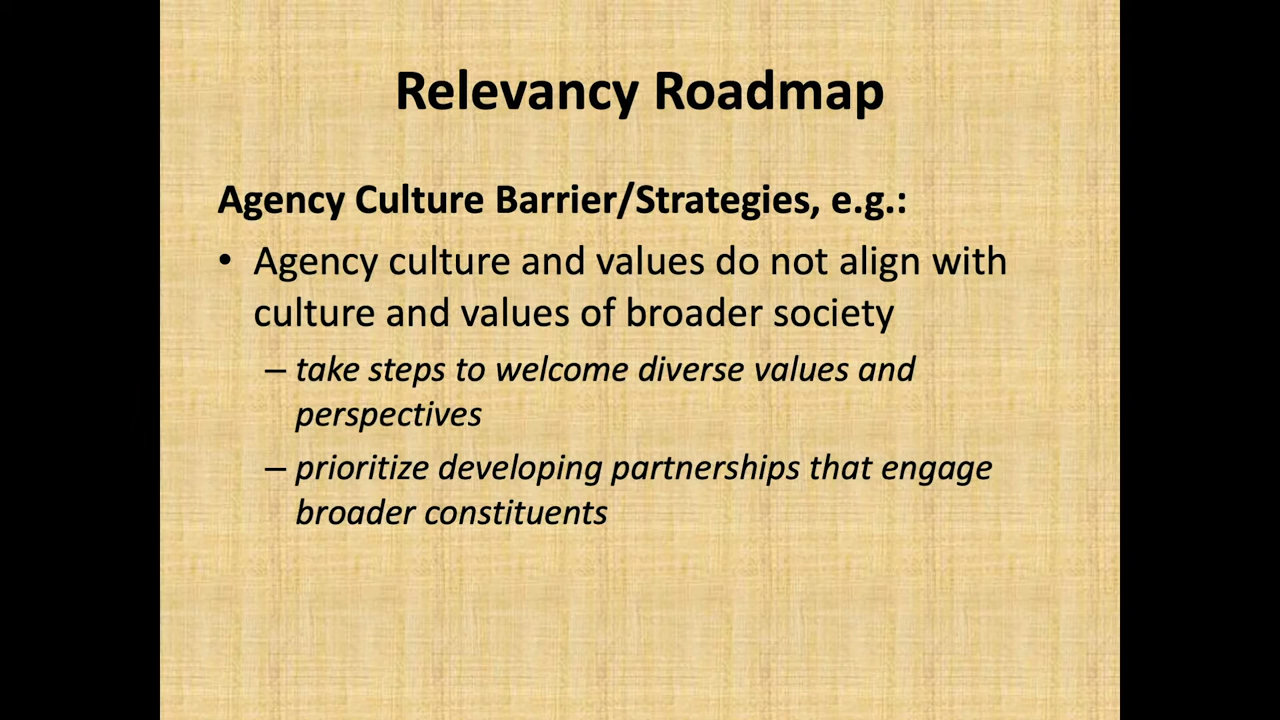 Relevancy Roadmap
Agency Culture Barrier/Strategies, e.g.:
• Agency culture and values do not align with
culture and values of broader society
– take steps to welcome diverse values and
perspectives
– prioritize developing partnerships that engage
broader constituents